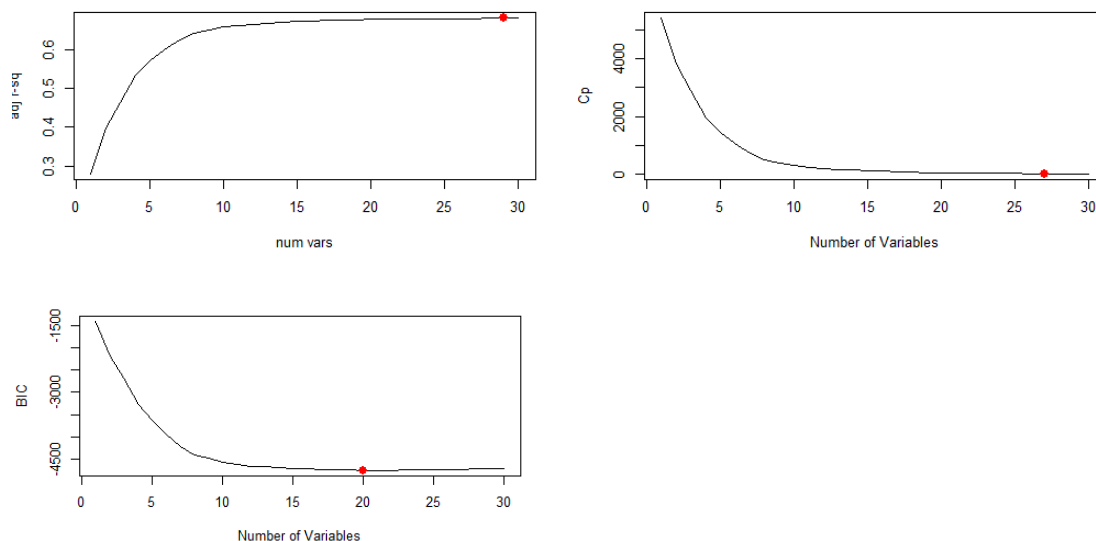 adj r-sq
0.3 0.4 0.5 0.6
0 5 10 15 20 25 30
num vars
Cp
0 2000 4000
0 5 10 15 20 25 30
Number of Variables
BIC
-4500 -3000 -1500
0 5 10 15 20 25 30
Number of Variables